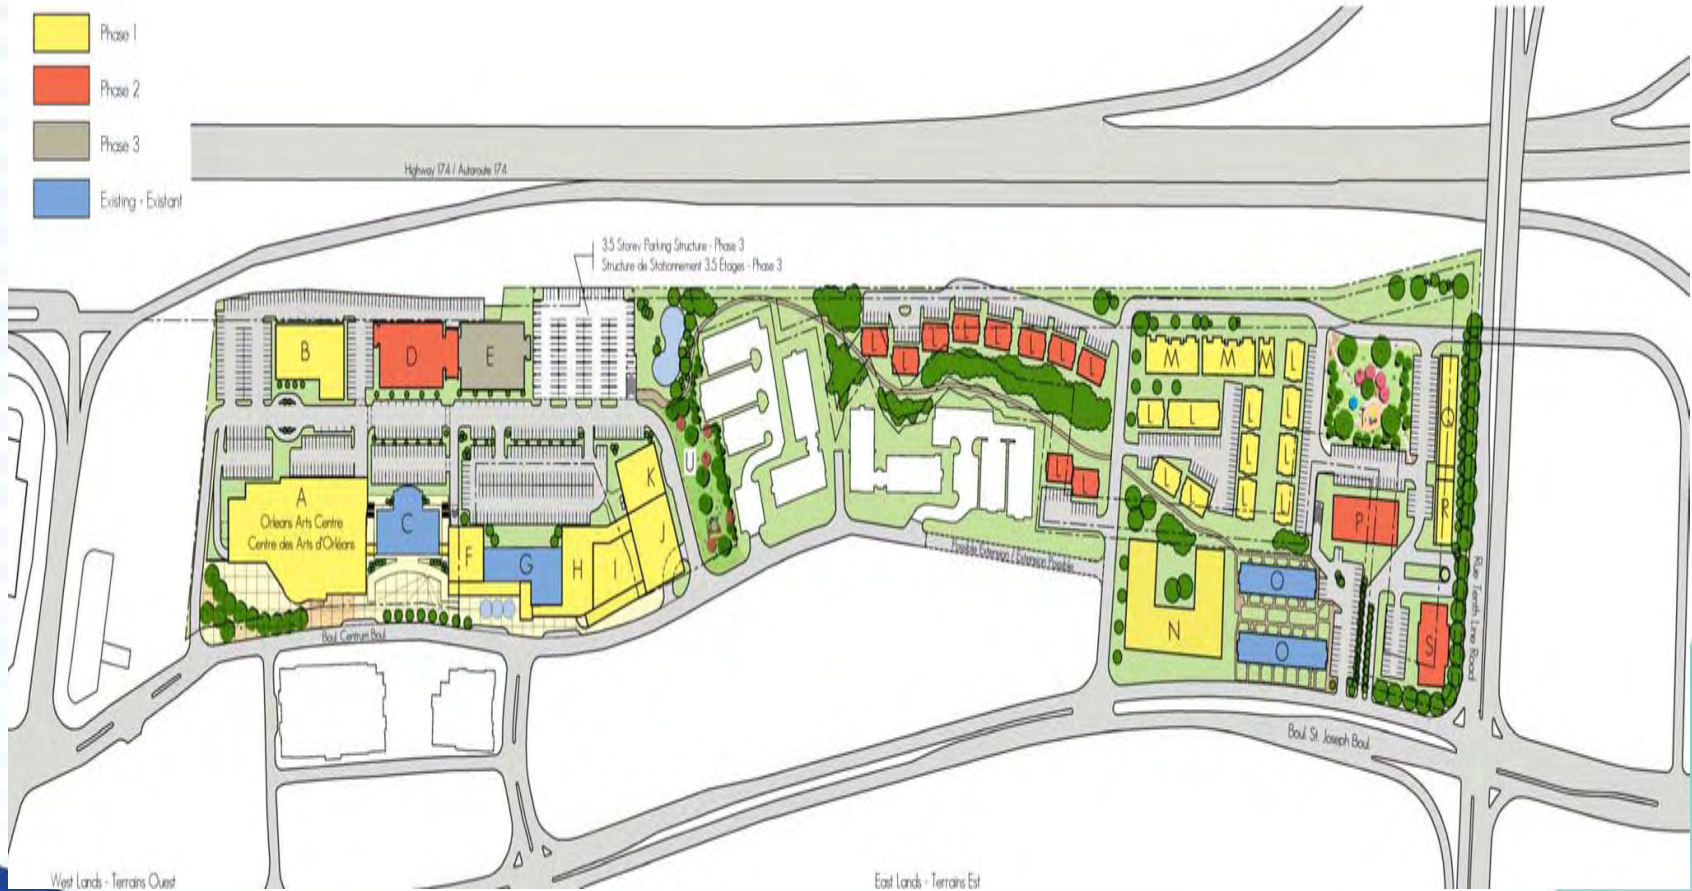 Phase 1
Phase 2
Phase 3
Existing - Existant
Highway 174 / Autoroute 174
3.5 Storey Parking Structure - Phase 3
Structure de Stationnement 3.5 Étages - Phase 3
B
D
E
L
L
L
L
L
L
L
L
M
M
M
L
L
L
L
L
T
Q
U
K
A
Orleans Arts Centre
Centre des Arts d'Orléans
C
F
G
H
I
J
L
L
L
L
L
L
L
L
P
R
Possible Extension / Extension Possible
N
O
O
S
Rue Tenth Line Road
Boul. Centrum Boul.
Boul. St. Joseph Boul.
West Lands - Terrains Ouest
East Lands - Terrains Est